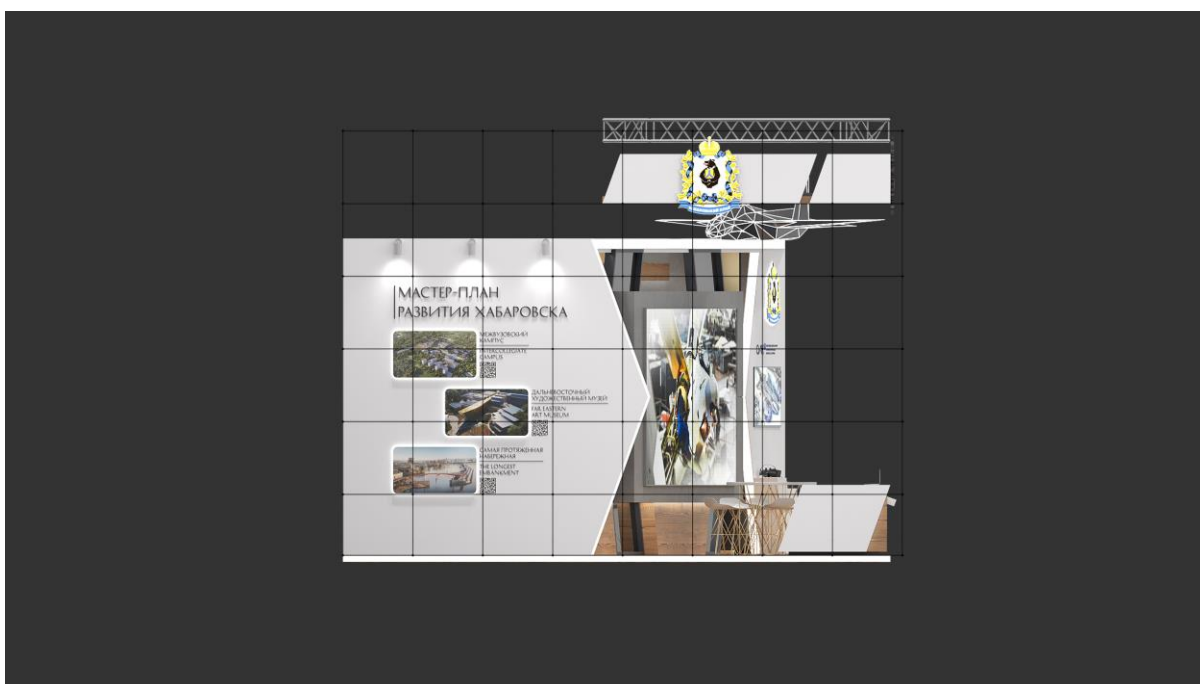 МАСТЕР-ПЛАН
РАЗВИТИЯ ХАБАРОВСКА
МЕЖВУЗОВСКИЙ
КАМПУС
INTERCOLLEGIATE
CAMPUS
ДАЛЬНЕВОСТОЧНЫЙ
ХУДОЖЕСТВЕННЫЙ МУЗЕЙ
FAR EASTERN
ART MUSEUM
САМАЯ ПРОТЯЖЕННАЯ
НАБЕРЕЖНАЯ
THE LONGEST
EMBANKMENT